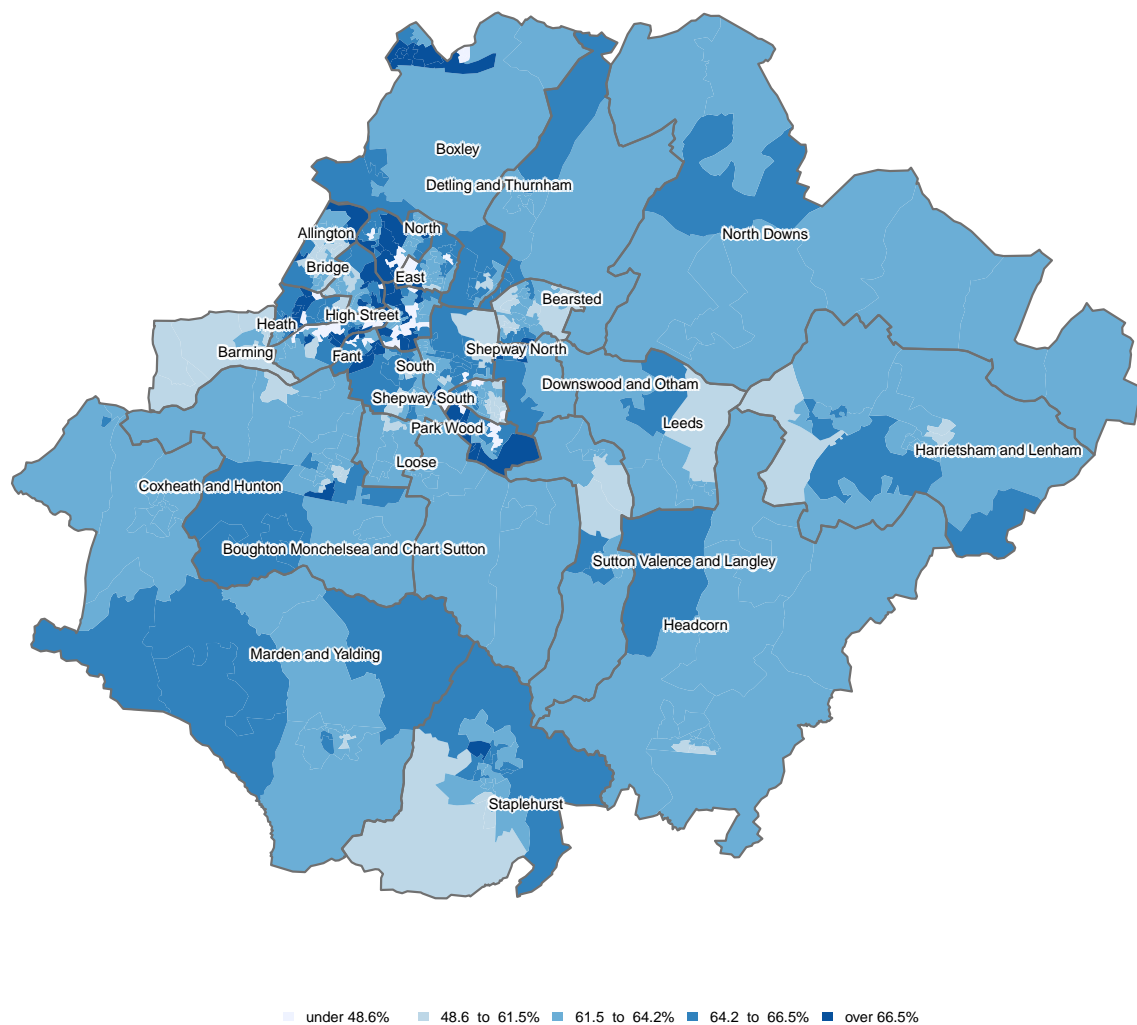 Boxley
Detling and Thurnham
North
Allington
North Downs
Bridge
East
Bearsted
High Street
Heath
Barming
Fant
Shepway North
South
Downswood and Otham
Shepway South
Leeds
Park Wood
Harrietsham and Lenham
Loose
Coxheath and Hunton
Boughton Monchelsea and Chart Sutton
Sutton Valence and Langley
Headcorn
Marden and Yalding
Staplehurst
under 48.6% 48.6 to 61.5% 61.5 to 64.2% 64.2 to 66.5% over 66.5%